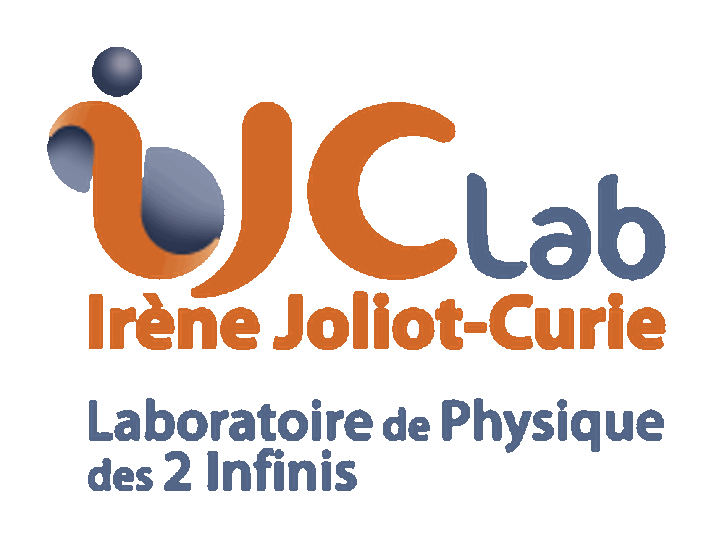 iJCLab
Irène Joliot-Curie
Laboratoire de Physique
des 2 Infinis